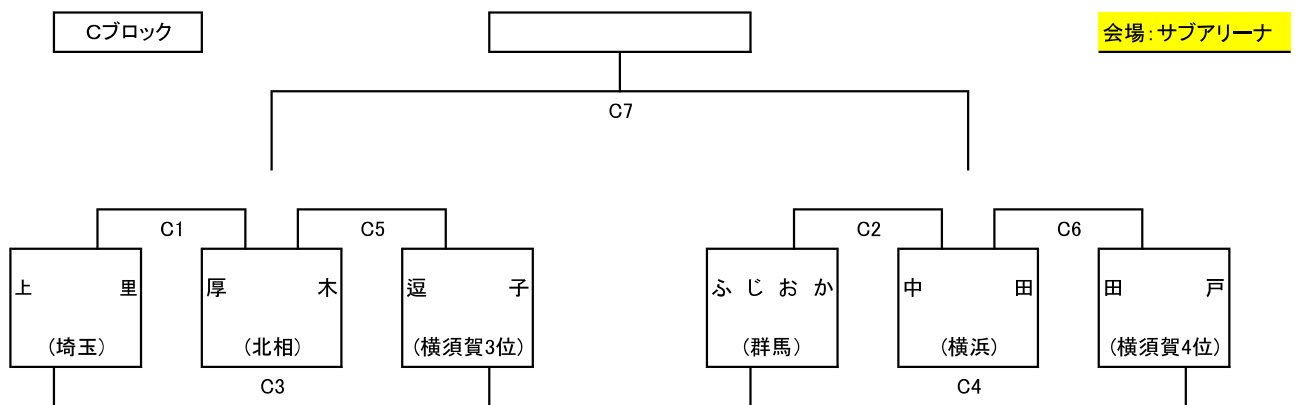 Cブロック
会場:サブアリーナ
C7
C1
C5
C2
C6
上里
厚木
逗子
ふじおか
中田
田戸
(埼玉)
(北相)
(横須賀3位)
(群馬)
(横浜)
(横須賀4位)
C3
C4